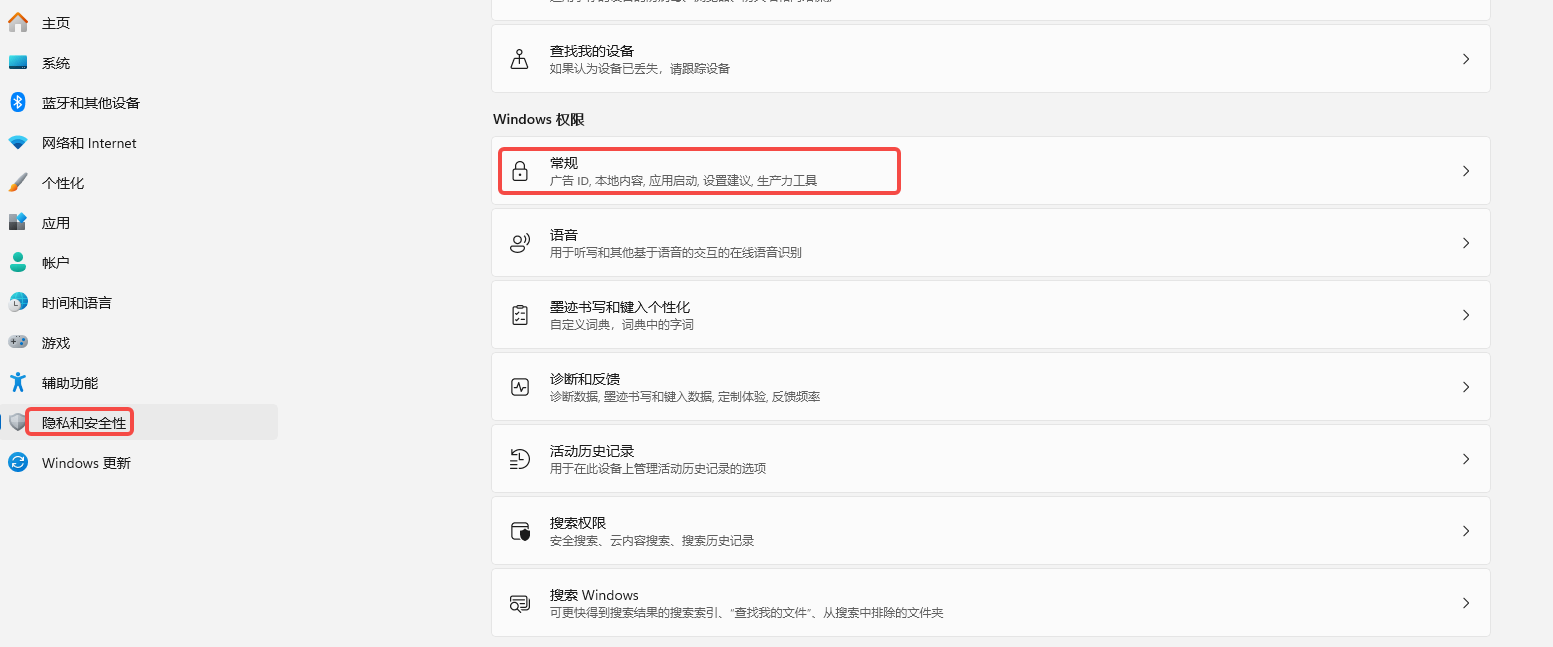 主页
系统
蓝牙和其他设备
网络和 Internet
个性化
应用
帐户
时间和语言
游戏
辅助功能
隐私和安全性
Windows 更新
查找我的设备
如果认为设备已丢失，请跟踪设备
Windows 权限
常规
广告 ID, 本地内容, 应用启动, 设置建议, 生产力工具
语音
用于听写和其他基于语音的交互的在线语音识别
墨迹书写和键入个性化
自定义词典，词典中的字词
诊断和反馈
诊断数据, 墨迹书写和键入数据, 定制体验, 反馈频率
活动历史记录
用于在此设备上管理活动历史记录的选项
搜索权限
安全搜索、云内容搜索、搜索历史记录
搜索 Windows
可更快得到搜索结果的搜索索引、“查找我的文件”、从搜索中排除的文件夹